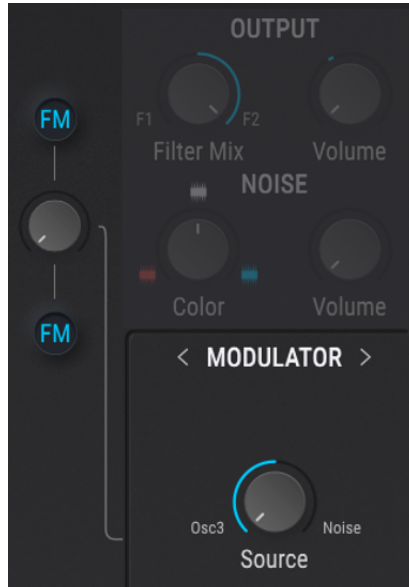 OUTPUT
FM
F1
F2
Filter Mix
Volume
NOISE
Color
Volume
FM
< MODULATOR >
Osc3
Noise
Source